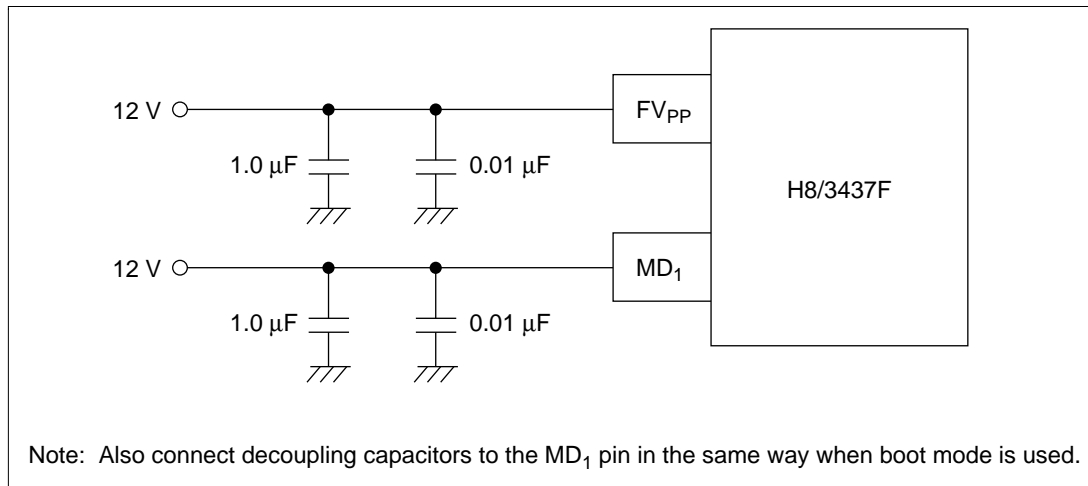 12 V
FVPP
1.0 μF
0.01 μF
H8/3437F
12 V
MD1
1.0 μF
0.01 μF
Note: Also connect decoupling capacitors to the MD1 pin in the same way when boot mode is used.